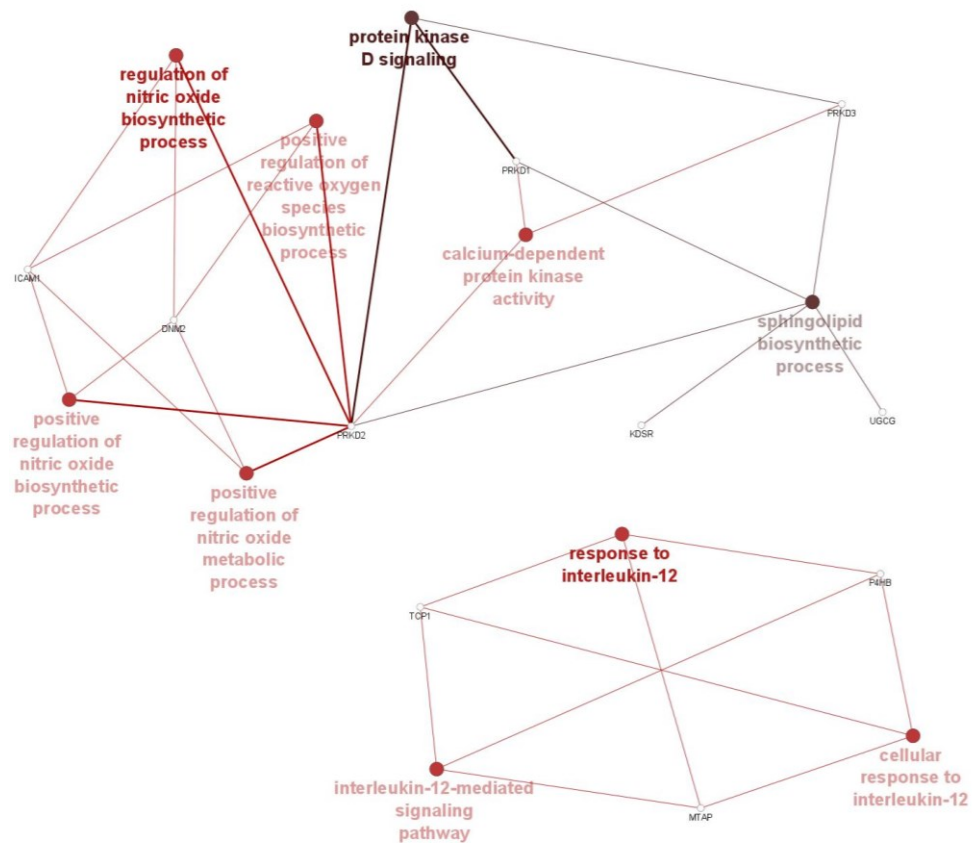 protein kinase
D signaling
regulation of
nitric oxide
biosynthetic
process
PRKD3
positive
regulation of
reactive oxygen
species
biosynthetic
process
PRKD1
calcium-dependent
protein kinase
activity
ICAM1
DNM2
sphingolipid
biosynthetic
process
positive
regulation of
nitric oxide
biosynthetic
process
PRKD2
KDSR
UGCG
positive
regulation of
nitric oxide
metabolic
process
response to
interleukin-12
P4HB
TCP1
cellular
response to
interleukin-12
interleukin-12-mediated
signaling
pathway
MTAP